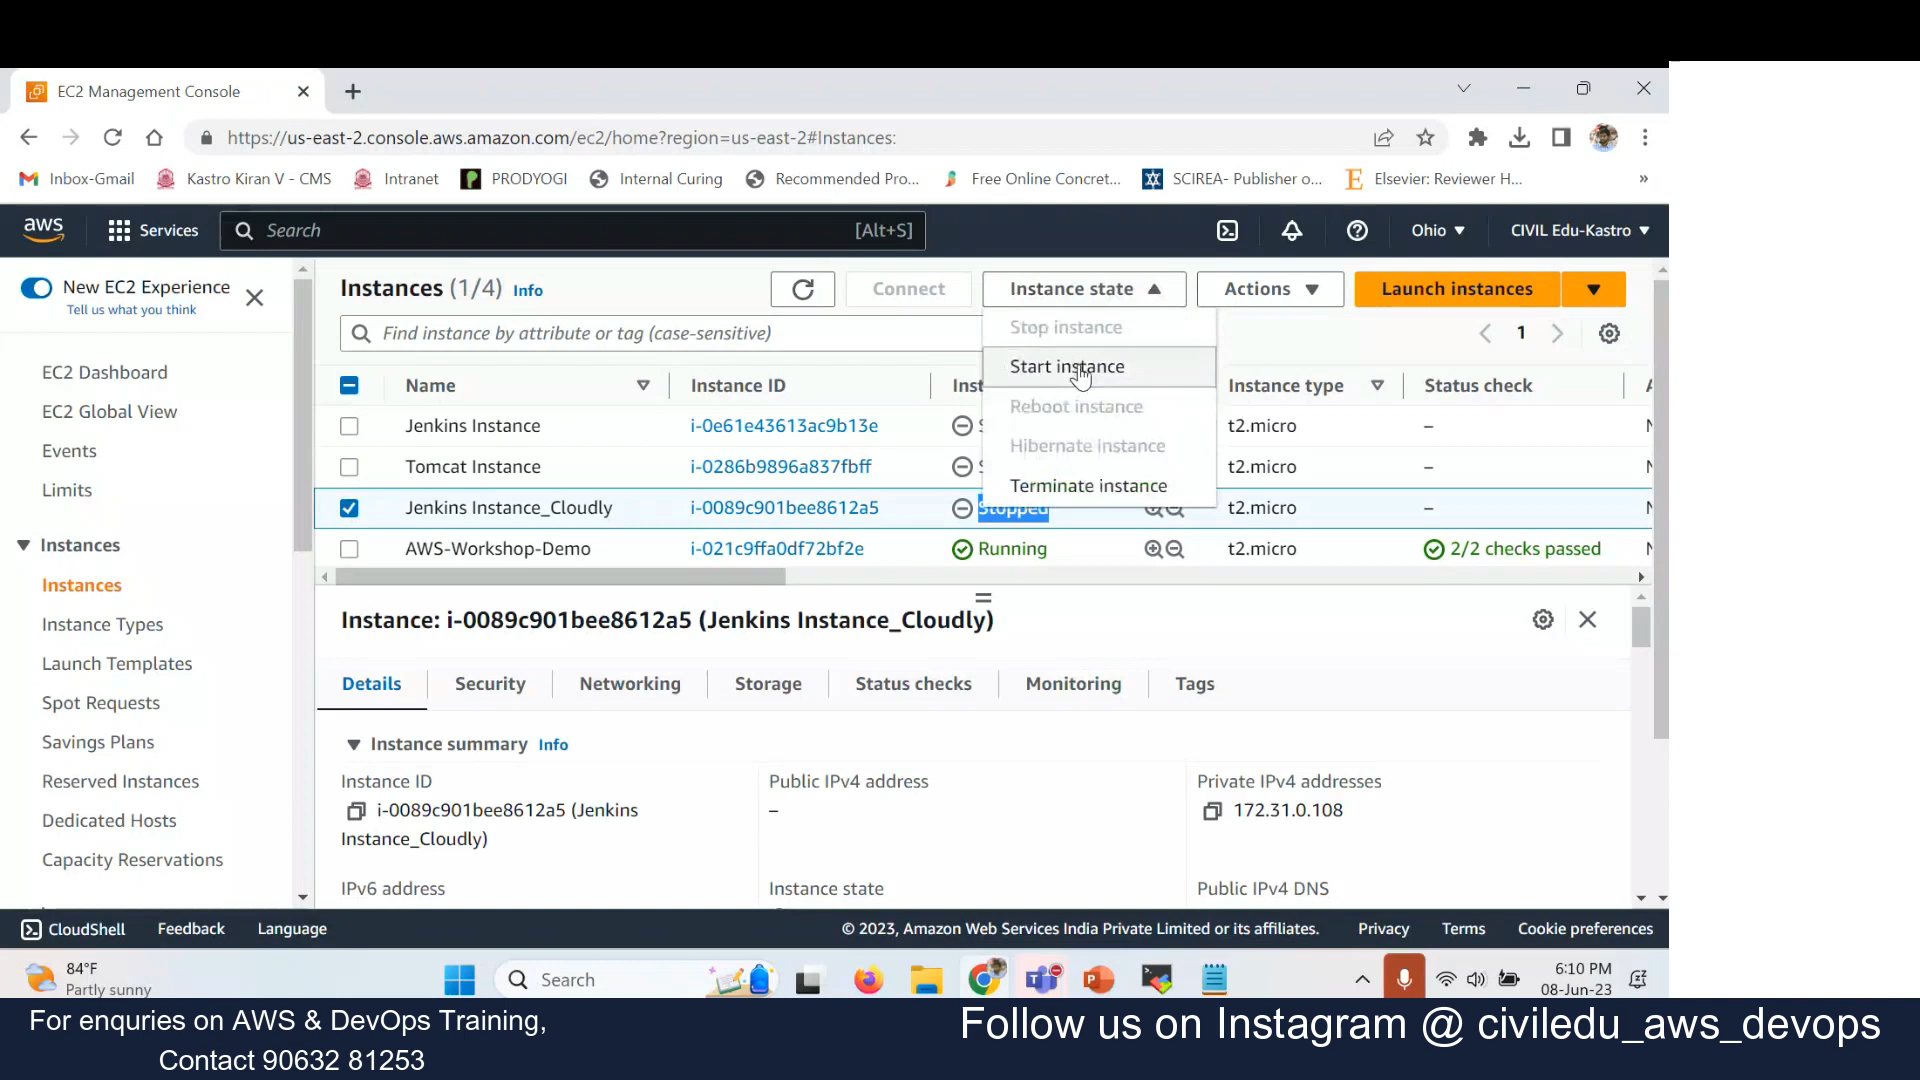 EC2 Management Console
https://us-east-2.console.aws.amazon.com/ec2/home?region=us-east-2#Instances:
Inbox-Gmail Kastro Kiran V - CMS Intranet PRODYOGI Internal Curing Recommended Pro... Free Online Concret... SCIREA- Publisher o... Elsevier: Reviewer H... »
aws Services Search [Alt+S] Ohio CIVIL Edu-Kastro
New EC2 Experience
Tell us what you think
EC2 Dashboard
EC2 Global View
Events
Limits
Instances
Instances
Instance Types
Launch Templates
Spot Requests
Savings Plans
Reserved Instances
Dedicated Hosts
Capacity Reservations
Instances (1/4) Info Connect Instance state Actions Launch instances
Find instance by attribute or tag (case-sensitive) 1
Stop instance
Start instance
Reboot instance
Hibernate instance
Terminate instance
Name Instance ID Inst Instance type Status check
Jenkins Instance i-0e61e43613ac9b13e t2.micro –
Tomcat Instance i-0286b9896a837fbff t2.micro –
Jenkins Instance_Cloudly i-0089c901bee8612a5 Stopped t2.micro –
AWS-Workshop-Demo i-021c9ffa0df72bf2e Running t2.micro 2/2 checks passed
Instance: i-0089c901bee8612a5 (Jenkins Instance_Cloudly)
Details Security Networking Storage Status checks Monitoring Tags
Instance summary Info
Instance ID Public IPv4 address Private IPv4 addresses
i-0089c901bee8612a5 (Jenkins – 172.31.0.108
Instance_Cloudly)
IPv6 address Instance state Public IPv4 DNS
CloudShell Feedback Language © 2023, Amazon Web Services India Private Limited or its affiliates. Privacy Terms Cookie preferences
84°F
Partly sunny
Search
6:10 PM
08-Jun-23
For enquries on AWS & DevOps Training,
Contact 90632 81253
Follow us on Instagram @ civiledu_aws_devops